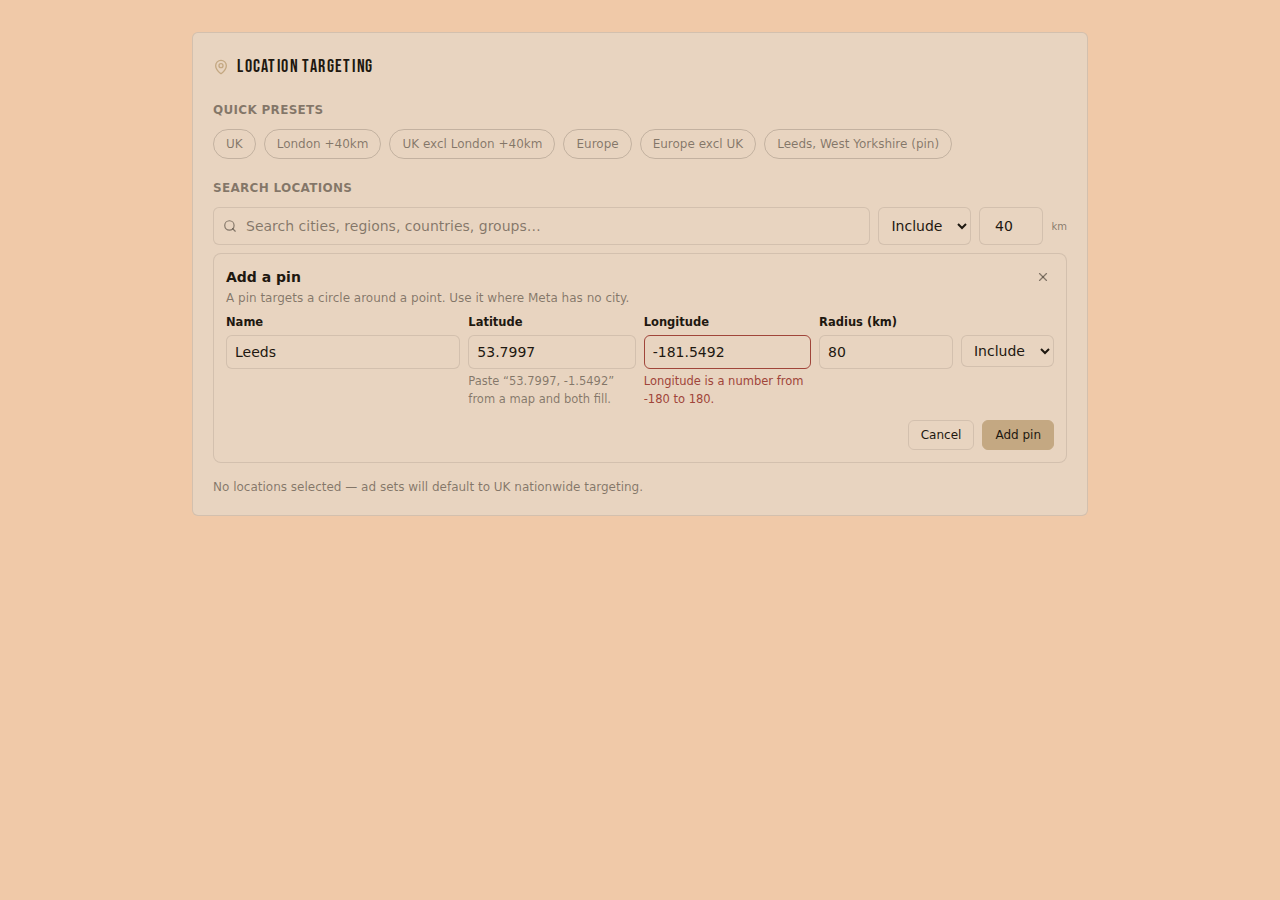 LOCATION TARGETING
QUICK PRESETS
UK
London +40km
UK excl London +40km
Europe
Europe excl UK
Leeds, West Yorkshire (pin)
SEARCH LOCATIONS
Search cities, regions, countries, groups...
Include
40
km
Add a pin
A pin targets a circle around a point. Use it where Meta has no city.
Name
Latitude
Longitude
Radius (km)
Leeds
53.7997
-181.5492
80
Include
Paste “53.7997, -1.5492”
from a map and both fill.
Longitude is a number from
-180 to 180.
Cancel
Add pin
No locations selected — ad sets will default to UK nationwide targeting.